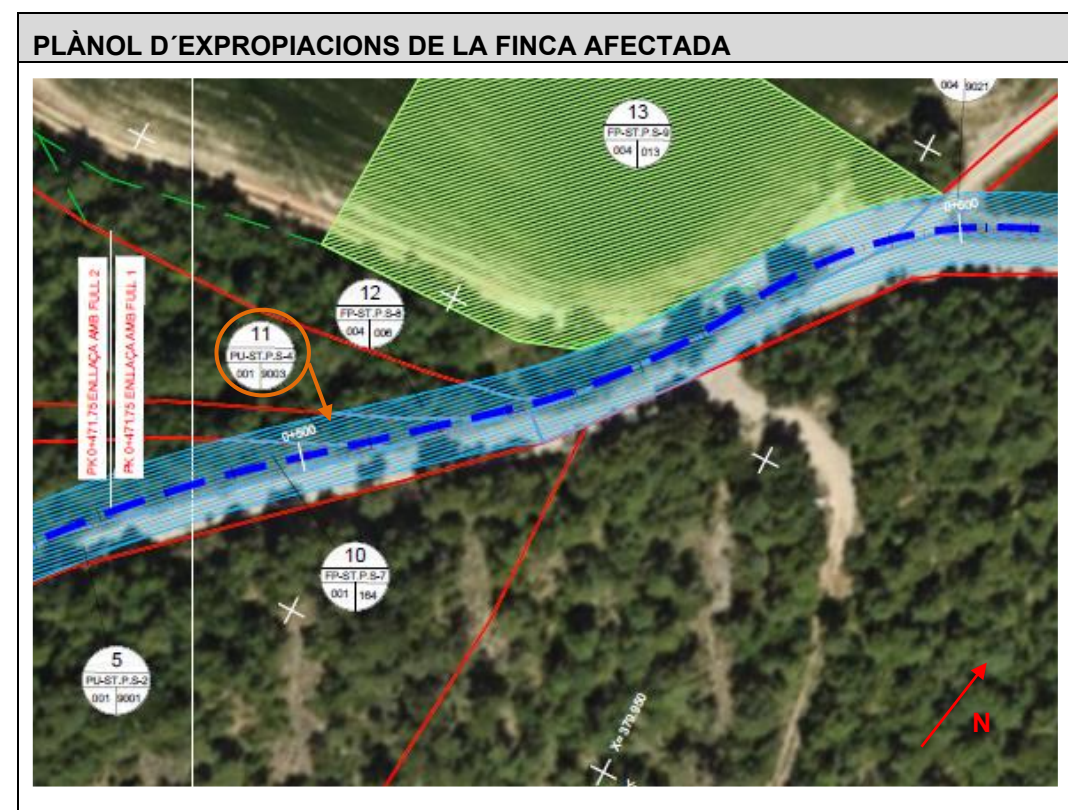 PLÀNOL D´EXPROPIACIONS DE LA FINCA AFECTADA
004 9021
13
FP-ST.P.S-9
004 013
0+600
12
FP-ST.P.S-8
004 006
11
PU-ST.P.S-4
001 9003
PK 0+471.75 ENLLAÇA AMB FULL 2
PK 0+471.75 ENLLAÇA AMB FULL 1
0+500
10
FP-ST.P.S-7
001 164
5
PU-ST.P.S-2
001 9001
X= 379.950
N